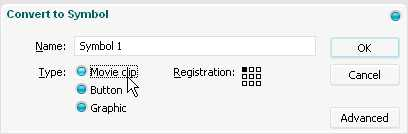 Convert to Symbol
Name: Symbol 1
OK
Type: Movie clip Registration:
Cancel
Button
Graphic
Advanced